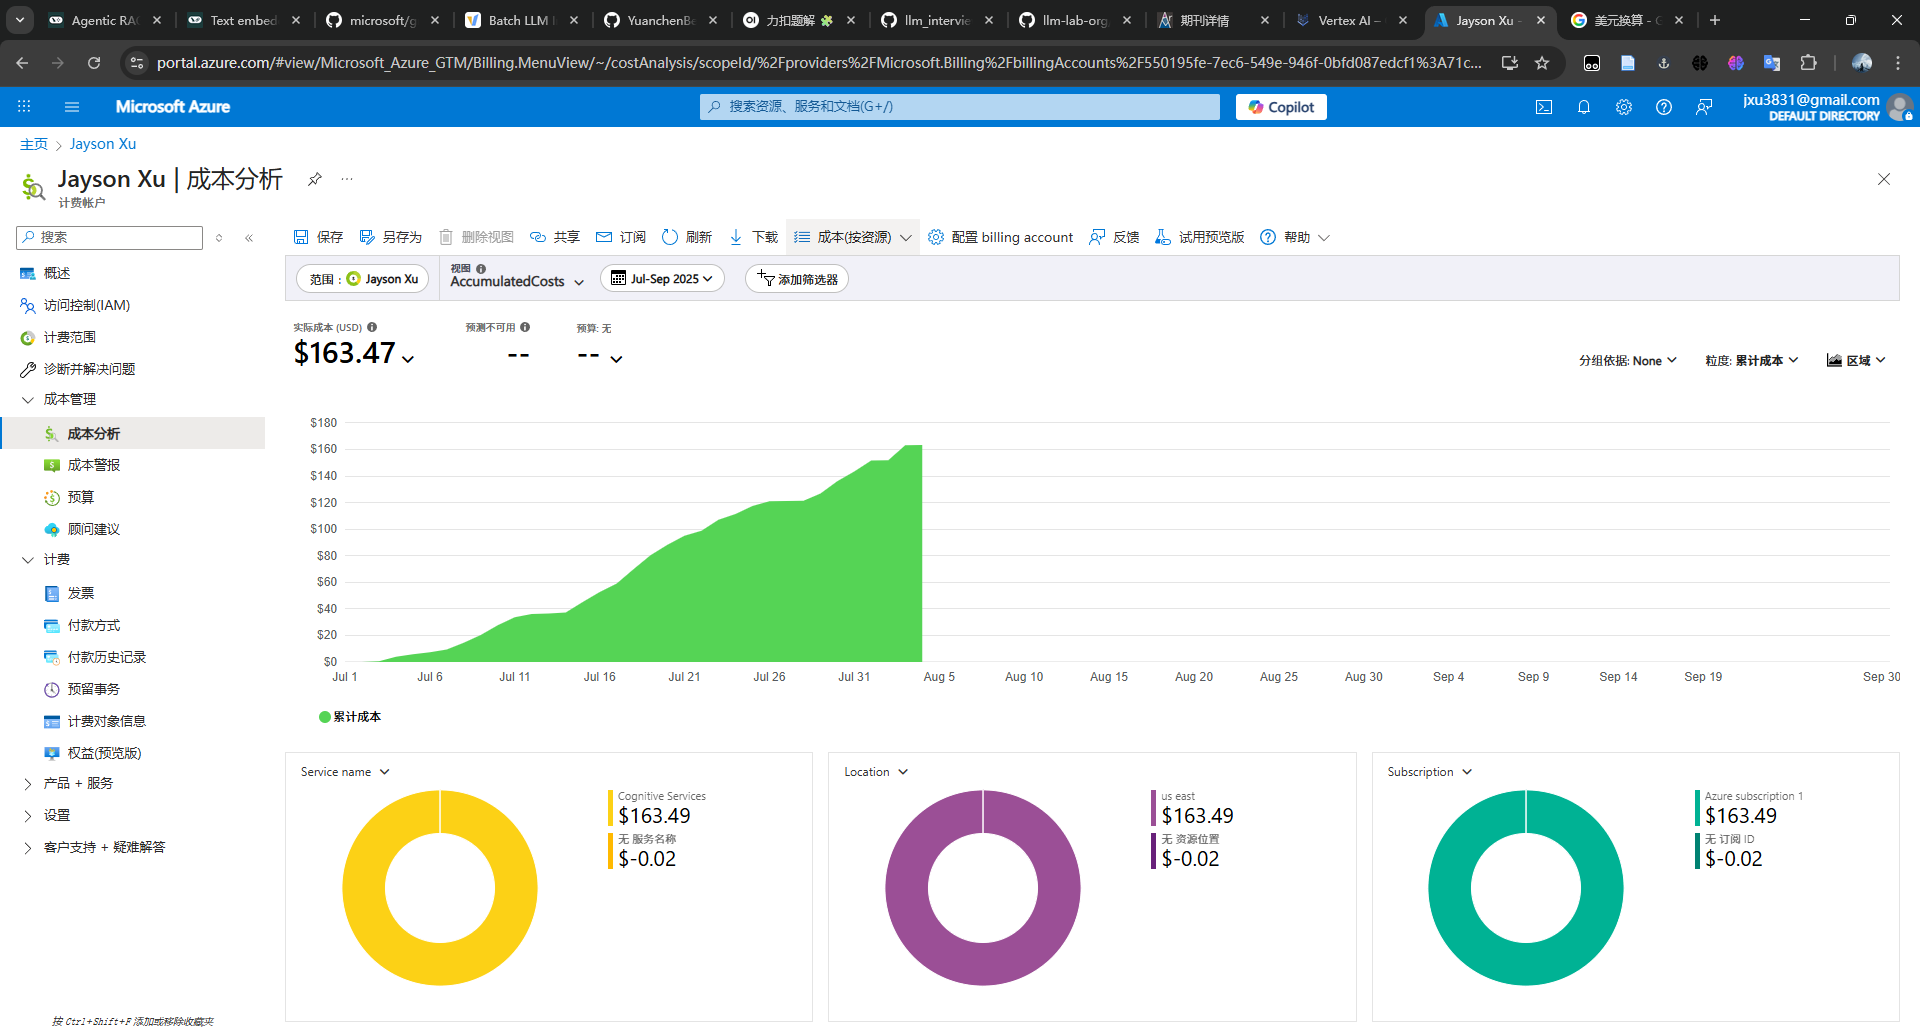 Agentic RAG
Text embed
microsoft/g
Batch LLM I
YuanchenBe
力扣题解
llm_intervie
llm-lab-org
期刊详情
Vertex AI –
Jayson Xu -
美元换算 - G
portal.azure.com/#view/Microsoft_Azure_GTM/Billing.MenuView/~/costAnalysis/scopeId/%2Fproviders%2FMicrosoft.Billing%2FbillingAccounts%2F550195fe-7ec6-549e-946f-0bfd087edcf1%3A71c...
Microsoft Azure
搜索资源、服务和文档(G+/)
Copilot
jxu3831@gmail.com
DEFAULT DIRECTORY
主页 > Jayson Xu
Jayson Xu | 成本分析
计费帐户
搜索
概述
访问控制(IAM)
计费范围
诊断并解决问题
成本管理
成本分析
成本警报
预算
顾问建议
计费
发票
付款方式
付款历史记录
预留事务
计费对象信息
权益(预览版)
产品 + 服务
设置
客户支持 + 疑难解答
按 Ctrl+Shift+F 添加或移除收藏夹
保存 另存为 删除视图 共享 订阅 刷新 下载 成本(按资源) 配置 billing account 反馈 试用预览版 帮助
范围 : Jayson Xu
视图
AccumulatedCosts
Jul-Sep 2025
添加筛选器
实际成本 (USD)
$163.47
预测不可用
--
预算: 无
--
分组依据: None
粒度: 累计成本
区域
$180
$160
$140
$120
$100
$80
$60
$40
$20
$0
Jul 1 Jul 6 Jul 11 Jul 16 Jul 21 Jul 26 Jul 31 Aug 5 Aug 10 Aug 15 Aug 20 Aug 25 Aug 30 Sep 4 Sep 9 Sep 14 Sep 19 Sep 30
累计成本
Service name
Cognitive Services
$163.49
无 服务名称
$-0.02
Location
us east
$163.49
无 资源位置
$-0.02
Subscription
Azure subscription 1
$163.49
无 订阅 ID
$-0.02